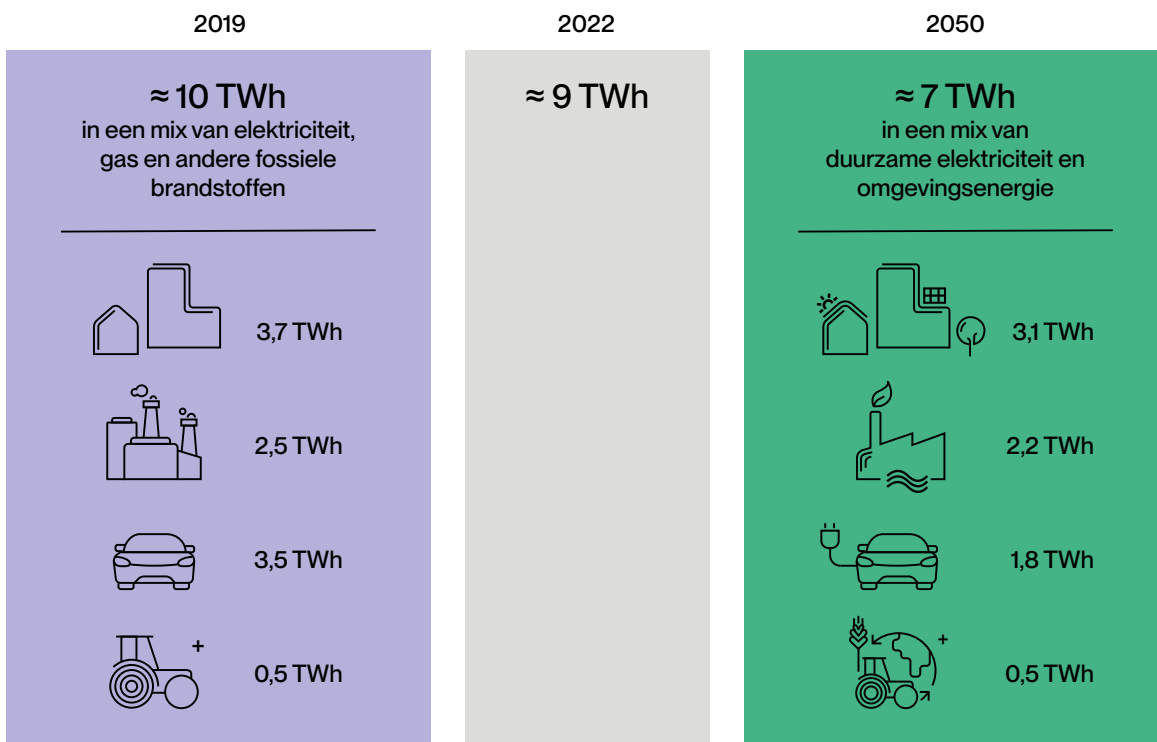 2019
≈ 10 TWh
in een mix van elektriciteit,
gas en andere fossiele
brandstoffen
3,7 TWh
2,5 TWh
3,5 TWh
+
0,5 TWh
2022
≈ 9 TWh
2050
≈ 7 TWh
in een mix van
duurzame elektriciteit en
omgevingsenergie
3,1 TWh
2,2 TWh
1,8 TWh
+
0,5 TWh